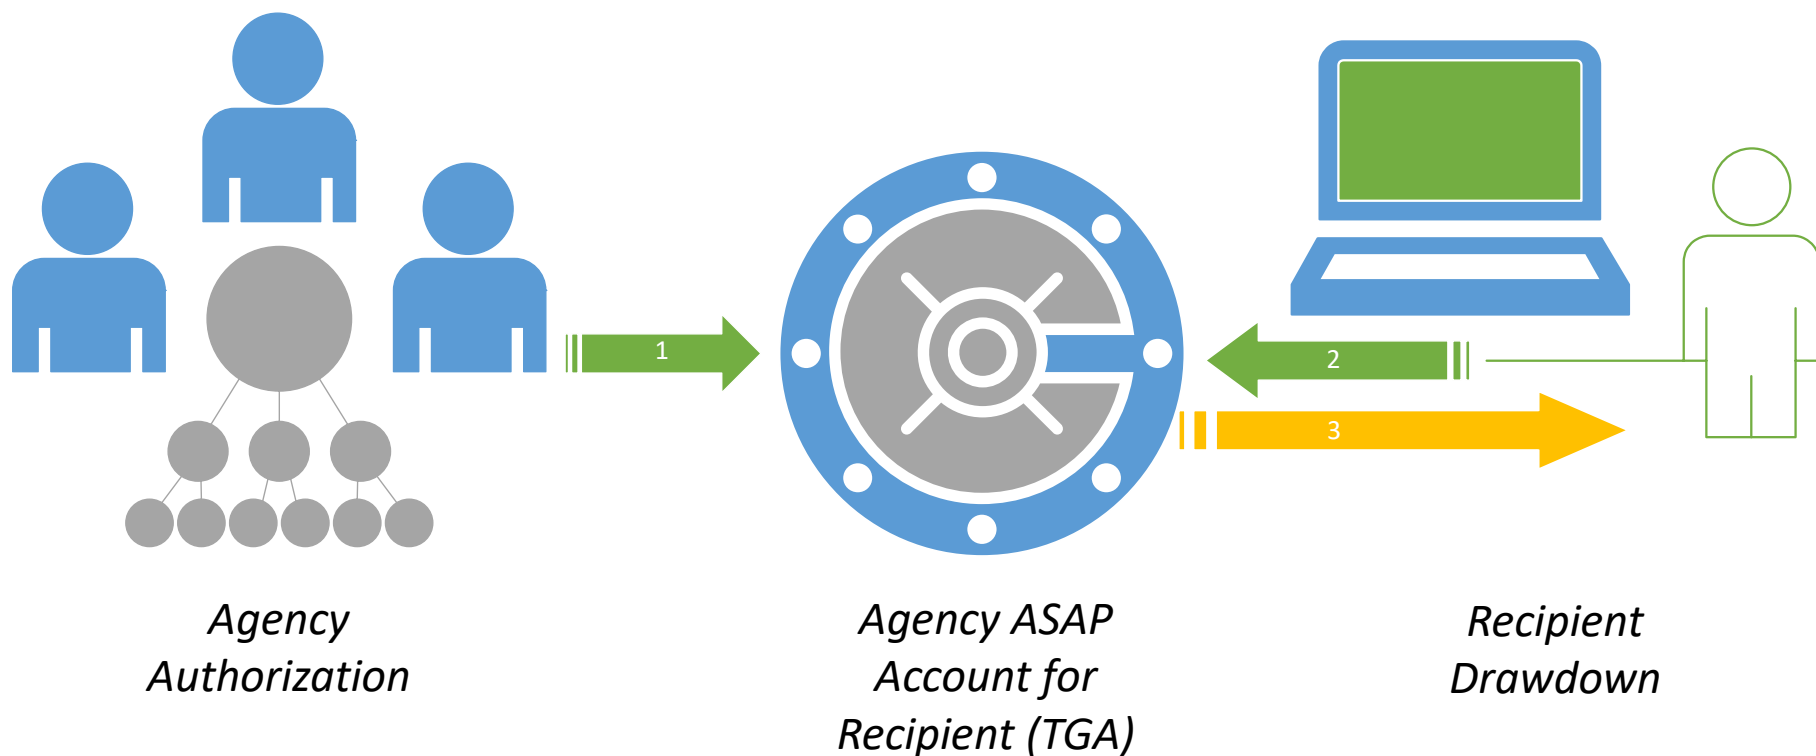 1
2
3
Agency
Authorization
Agency ASAP
Account for
Recipient (TGA)
Recipient
Drawdown